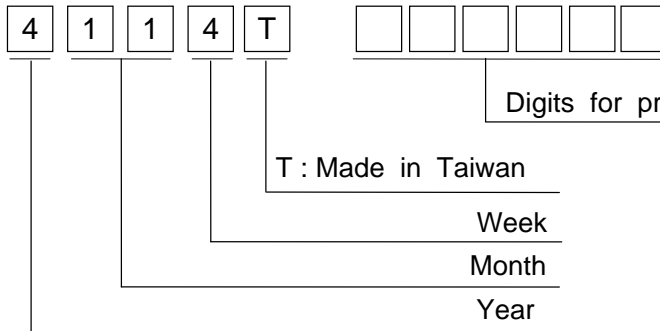 4 1 1 4 T
Digits for pr
T : Made in Taiwan
Week
Month
Year